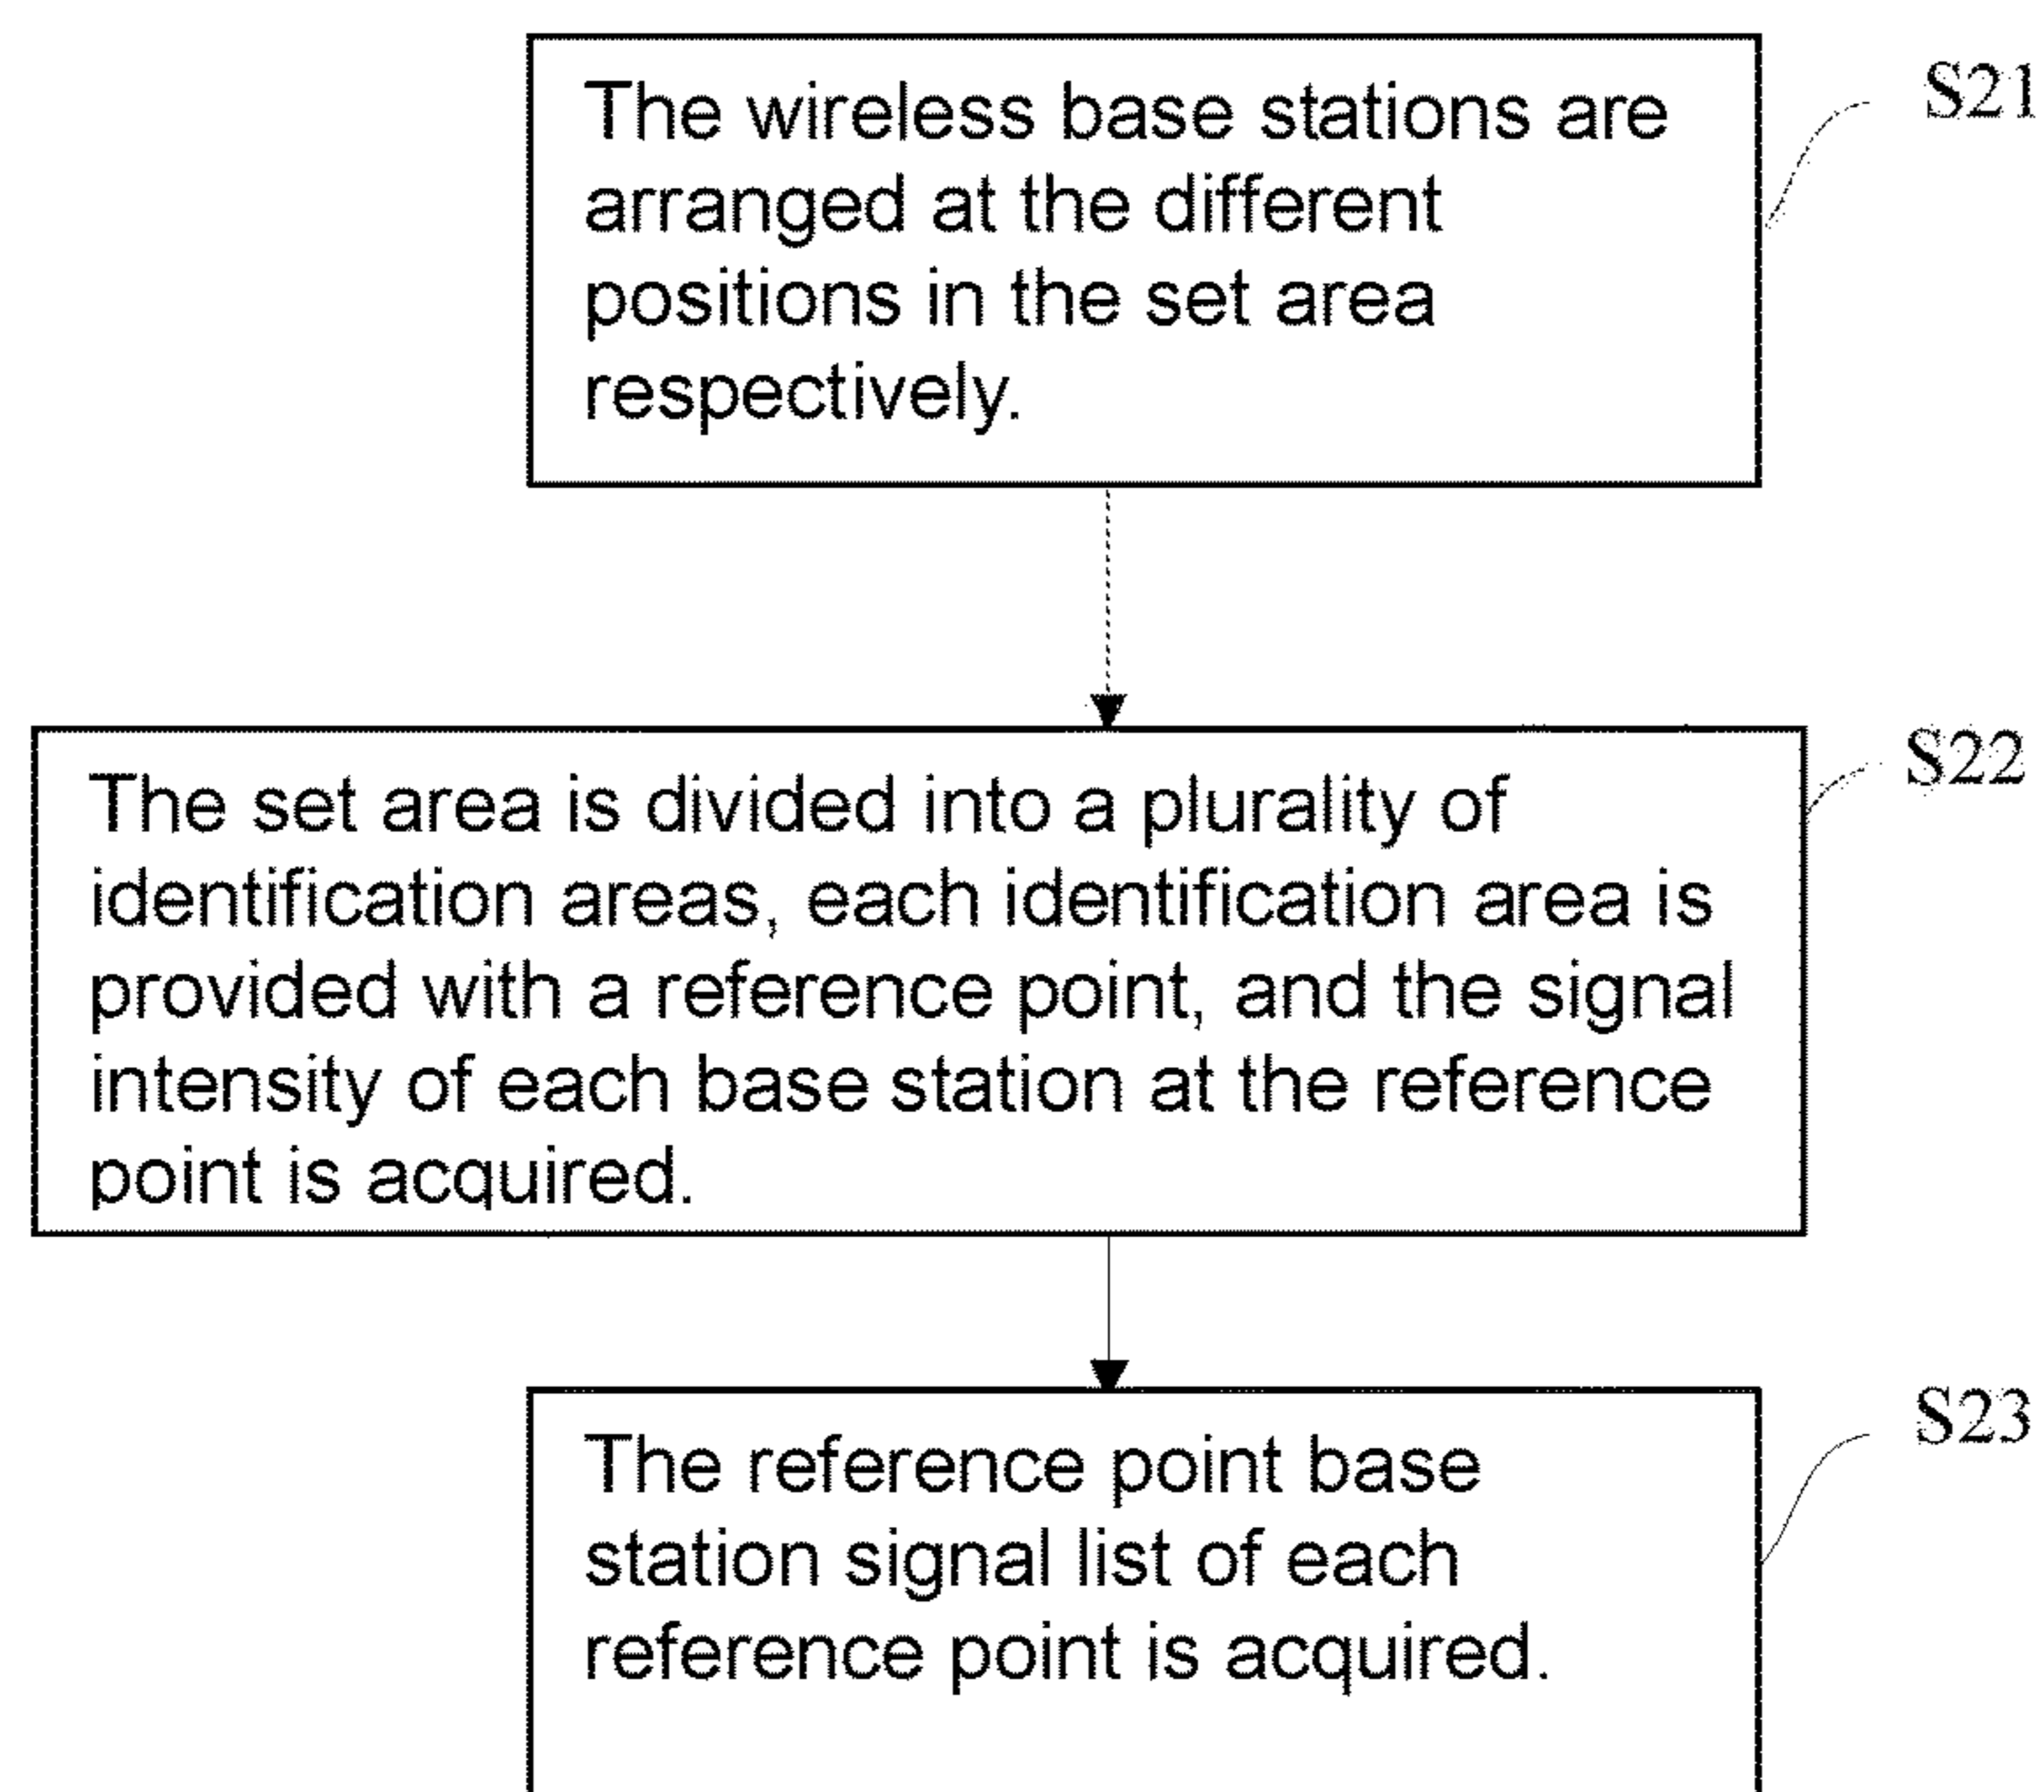 The wireless base stations are
arranged at the different
positions in the set area
respectively.
S21
The set area is divided into a plurality of
identification areas, each identification area is
provided with a reference point, and the signal
intensity of each base station at the reference
point is acquired.
S22
The reference point base
station signal list of each
reference point is acquired.
S23